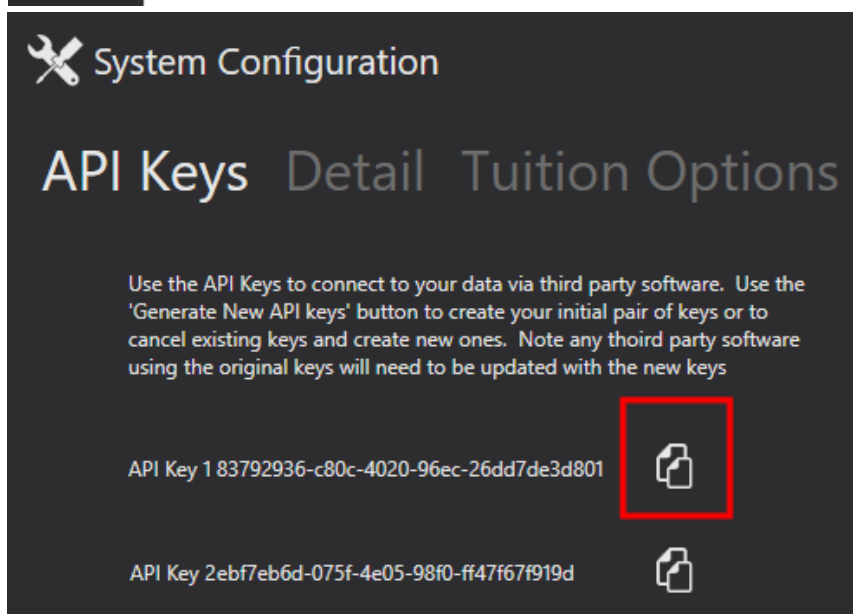 System Configuration
API Keys Detail Tuition Options
Use the API Keys to connect to your data via third party software. Use the
'Generate New API keys' button to create your initial pair of keys or to
cancel existing keys and create new ones. Note any thoird party software
using the original keys will need to be updated with the new keys
API Key 1 83792936-c80c-4020-96ec-26dd7de3d801
API Key 2ebf7eb6d-075f-4e05-98f0-ff47f67f919d